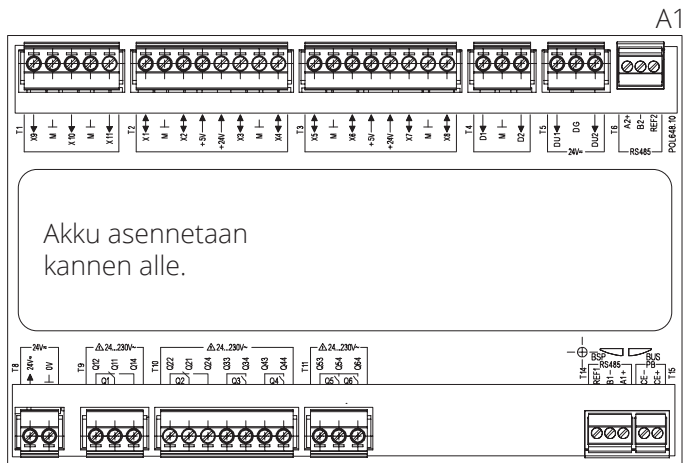 A1
T1
X9
M
X10
M
X11
T2
X1
M
X2
+5V
+24V
X3
M
X4
T3
X5
M
X6
+5V
+24V
X7
M
X8
T4
D1
M
D2
T5
DU1
DG
DU2
24V=
T6
A2+
B2-
REF2
RS485
POL648.10
Akku asennetaan
kannen alle.
T8
24V≂
24V≂
0V
T9
24...230V~
Q12
Q11
Q14
Q1
T10
24...230V~
Q22
Q21
Q24
Q33
Q34
Q43
Q44
Q2
Q3
Q4
T11
24...230V~
Q53
Q54
Q64
Q5
Q6
BSP
BUS
T14
RS485
REF1
B1-
A1+
PB
CE-
CE+
T15